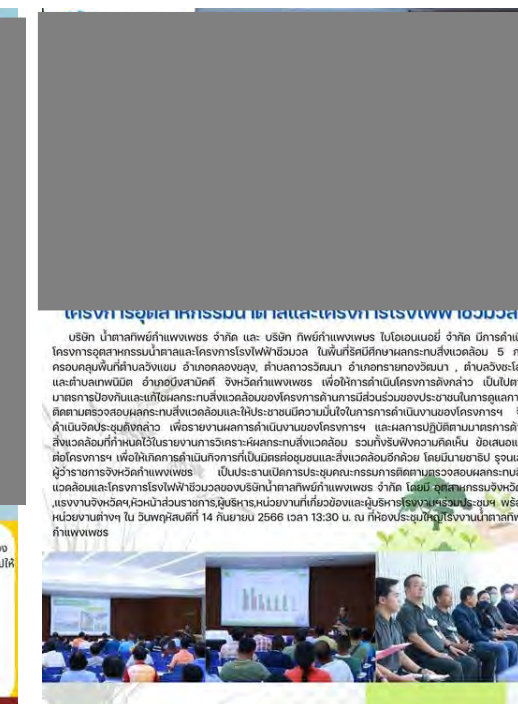 โครงการอุตสาหกรรมน้ำตาลและโครงการโรงไฟฟ้าชีวมวล
บริษัท น้ำตาลทิพย์กำแพงเพชร จำกัด และ บริษัท ทิพย์กำแพงเพชร ไบโอเอนเนอยี่ จำกัด มีการดำเนิ
โครงการอุตสาหกรรมน้ำตาลและโครงการโรงไฟฟ้าชีวมวล ในพื้นที่รัศมีศึกษาผลกระทบสิ่งแวดล้อม 5 ก
ครอบคลุมพื้นที่ตำบลวังแขม อำเภอคลองขลุง, ตำบลถาวรวัฒนา อำเภอทรายทองวัฒนา , ตำบลวังชะโ
และตำบลเทพนิมิต อำเภอบึงสามัคคี จังหวัดกำแพงเพชร เพื่อให้การดำเนินโครงการดังกล่าว เป็นไปต
มาตรการป้องกันและแก้ไขผลกระทบสิ่งแวดล้อมของโครงการด้านการมีส่วนร่วมของประชาชนในการดูแลกา
ติดตามตรวจสอบผลกระทบสิ่งแวดล้อมและให้ประชาชนมีความมั่นใจในการการดำเนินงานของโครงการฯ
ดำเนินจัดประชุมดังกล่าว เพื่อรายงานผลการดำเนินงานของโครงการฯ และผลการปฏิบัติตามมาตรการด้
สิ่งแวดล้อมที่กำหนดไว้ในรายงานการวิเคราะห์ผลกระทบสิ่งแวดล้อม รวมทั้งรับฟังความคิดเห็น ข้อเสนอแ
ต่อโครงการฯ เพื่อให้เกิดการดำเนินกิจการที่เป็นมิตรต่อชุมชนและสิ่งแวดล้อมอีกด้วย โดยมีนายชาธิป รุจนเส
ผู้ว่าราชการจังหวัดกำแพงเพชร เป็นประธานเปิดการประชุมคณะกรรมการติดตามตรวจสอบผลกระทบสิ
แวดล้อมและโครงการโรงไฟฟ้าชีวมวลของบริษัทน้ำตาลทิพย์กำแพงเพชร จำกัด โดยมี อุตสาหกรรมจังหวัด
,แรงงานจังหวัดฯ,หัวหน้าส่วนราชการ,ผู้บริหาร,หน่วยงานที่เกี่ยวข้องและผู้บริหารโรงงานฯร่วมประชุมฯ พร้อ
หน่วยงานต่างๆ ใน วันพฤหัสบดีที่ 14 กันยายน 2566 เวลา 13:30 น. ณ ที่ห้องประชุมใหญ่โรงงานน้ำตาลทิพ
กำแพงเพชร